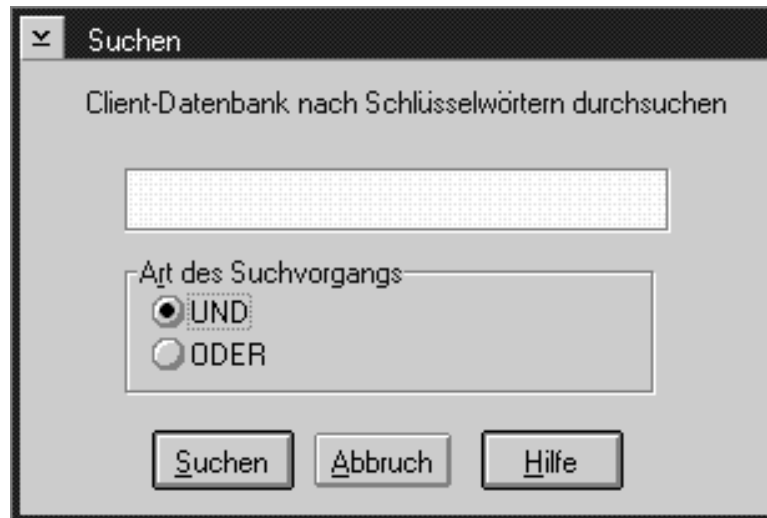 Suchen
Client-Datenbank nach Schlüsselwörtern durchsuchen
Art des Suchvorgangs
UND
ODER
Suchen Abbruch Hilfe